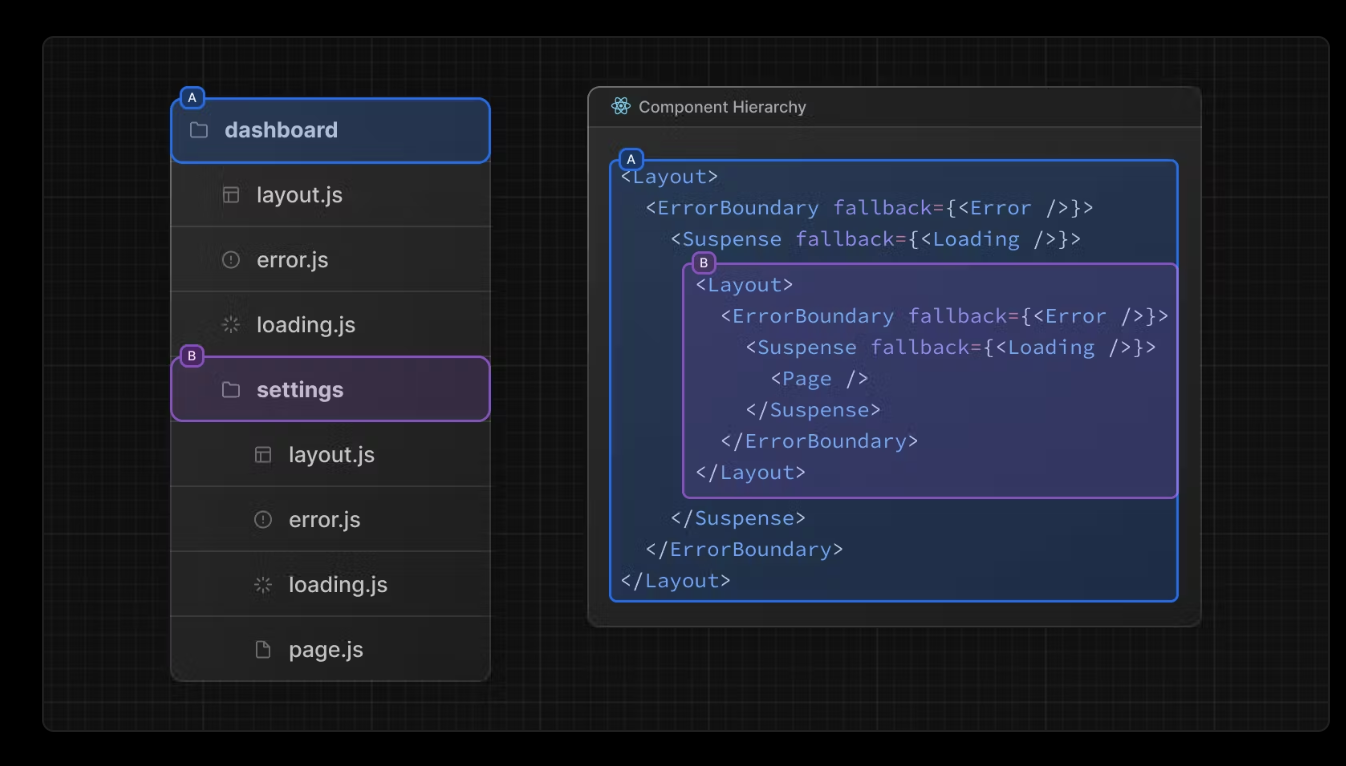 A
dashboard
layout.js
error.js
loading.js
B
settings
layout.js
error.js
loading.js
page.js
Component Hierarchy
A
<Layout>
<ErrorBoundary fallback={<Error />}>
<Suspense fallback={<Loading />}>
B
<Layout>
<ErrorBoundary fallback={<Error />}>
<Suspense fallback={<Loading />}>
<Page />
</Suspense>
</ErrorBoundary>
</Layout>
</Suspense>
</ErrorBoundary>
</Layout>